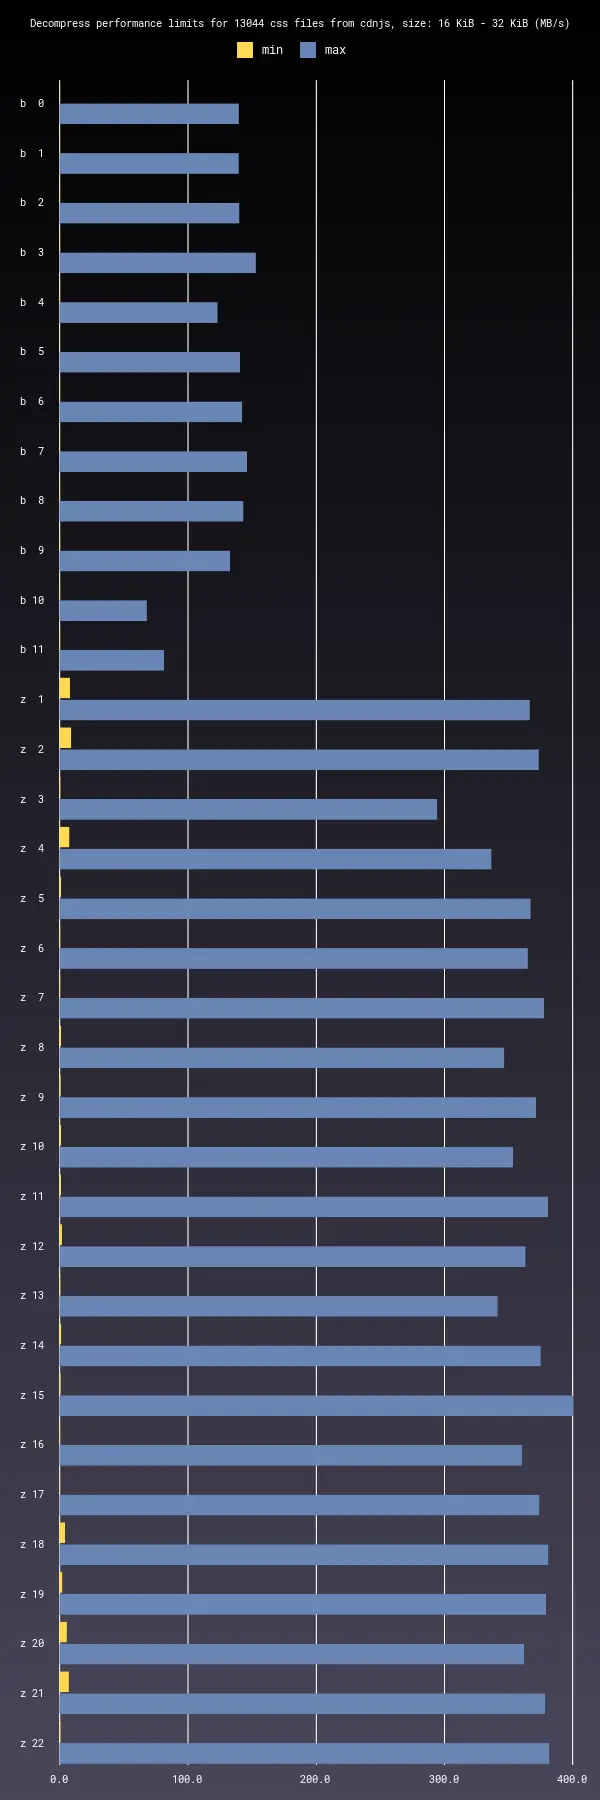 Decompress performance limits for 13044 css files from cdnjs, size: 16 KiB - 32 KiB (MB/s)
min max
b 0
b 1
b 2
b 3
b 4
b 5
b 6
b 7
b 8
b 9
b 10
b 11
z 1
z 2
z 3
z 4
z 5
z 6
z 7
z 8
z 9
z 10
z 11
z 12
z 13
z 14
z 15
z 16
z 17
z 18
z 19
z 20
z 21
z 22
0.0 100.0 200.0 300.0 400.0